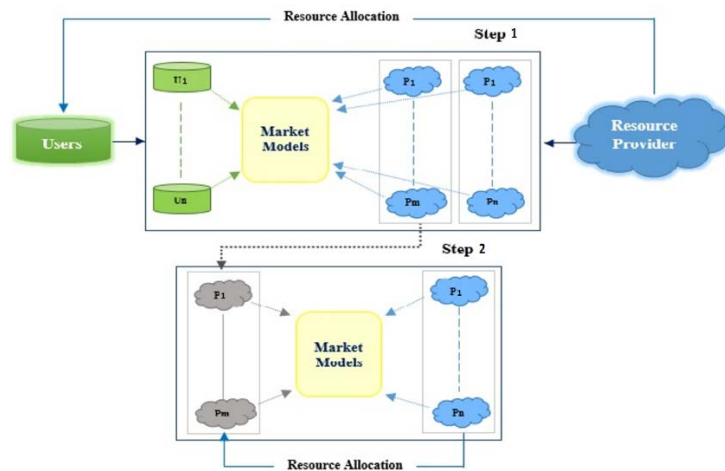 Resource Allocation
Step 1
U1
P1
P1
Users
Market
Models
Resource
Provider
Un
Pm
Pn
Step 2
P1
P1
Market
Models
Pm
Pn
Resource Allocation